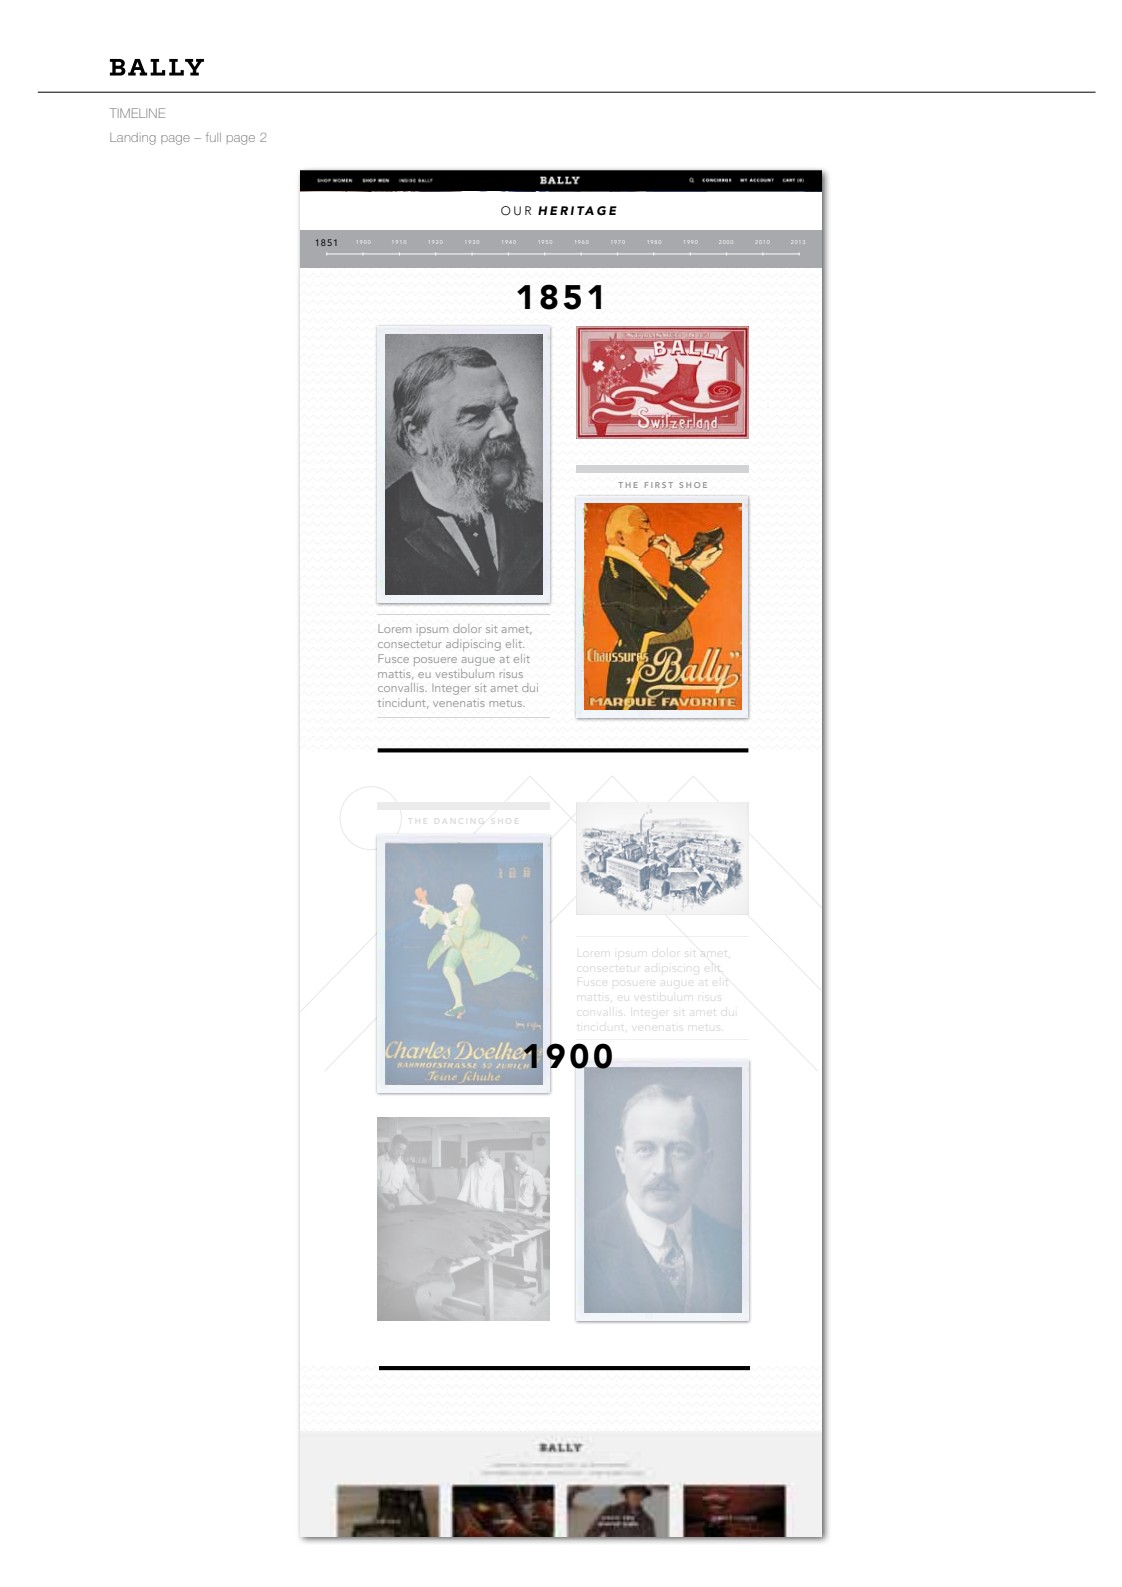 BALLY
TIMELINE
Landing page – full page 2
SHOP WOMEN SHOP MEN INSIDE BALLY BALLY CONCIERGE MY ACCOUNT CART (0)
OUR HERITAGE
1851 1900 1910 1920 1930 1940 1950 1960 1970 1980 1990 2000 2010 2013
1851
BALLY
Switzerland
Lorem ipsum dolor sit amet,
consectetur adipiscing elit.
Fusce posuere augue at elit
mattis, eu vestibulum risus
convallis. Integer sit amet dui
tincidunt, venenatis metus.
THE FIRST SHOE
Chaussures
„Bally”
MARQUE FAVORITE
THE DANCING SHOE
Charles Doelker
BAHNHOFSTRASSE 32 ZURICH
Feine Schuhe
Lorem ipsum dolor sit amet,
consectetur adipiscing elit.
Fusce posuere augue at elit
mattis, eu vestibulum risus
convallis. Integer sit amet dui
tincidunt, venenatis metus.
1900
BALLY